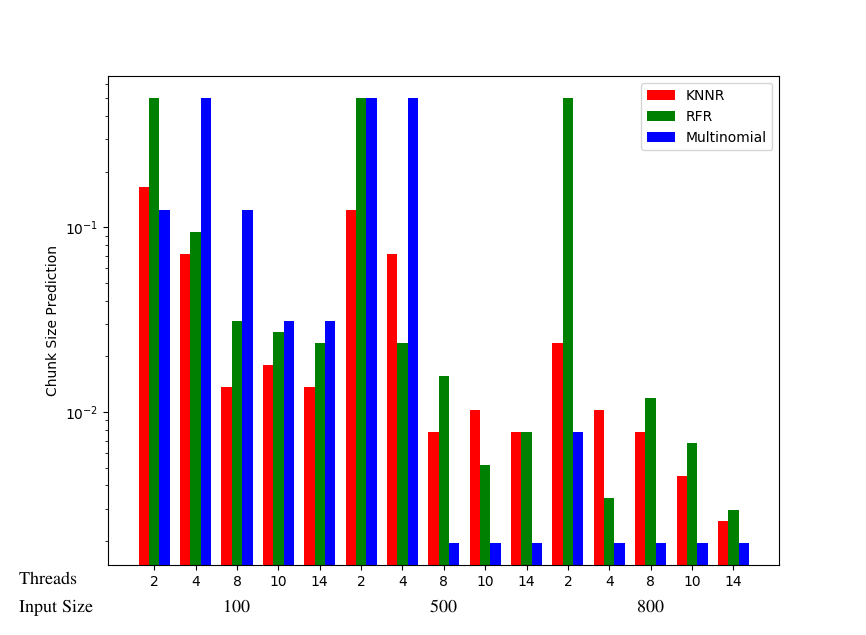 KNNR
RFR
Multinomial
10⁻¹
Chunk Size Prediction
10⁻²
Threads 2 4 8 10 14 2 4 8 10 14 2 4 8 10 14
Input Size 100 500 800